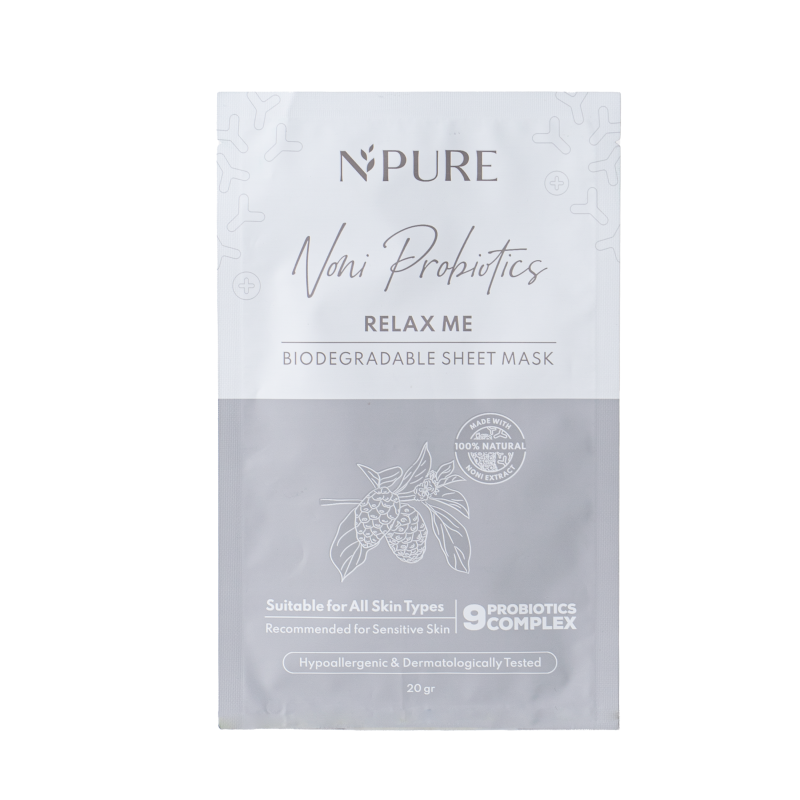 NPURE
Noni Probiotics
RELAX ME
BIODEGRADABLE SHEET MASK
MADE WITH
100% NATURAL
NONI EXTRACT
Suitable for All Skin Types
Recommended for Sensitive Skin
9 PROBIOTICS
COMPLEX
Hypoallergenic & Dermatologically Tested
20 gr